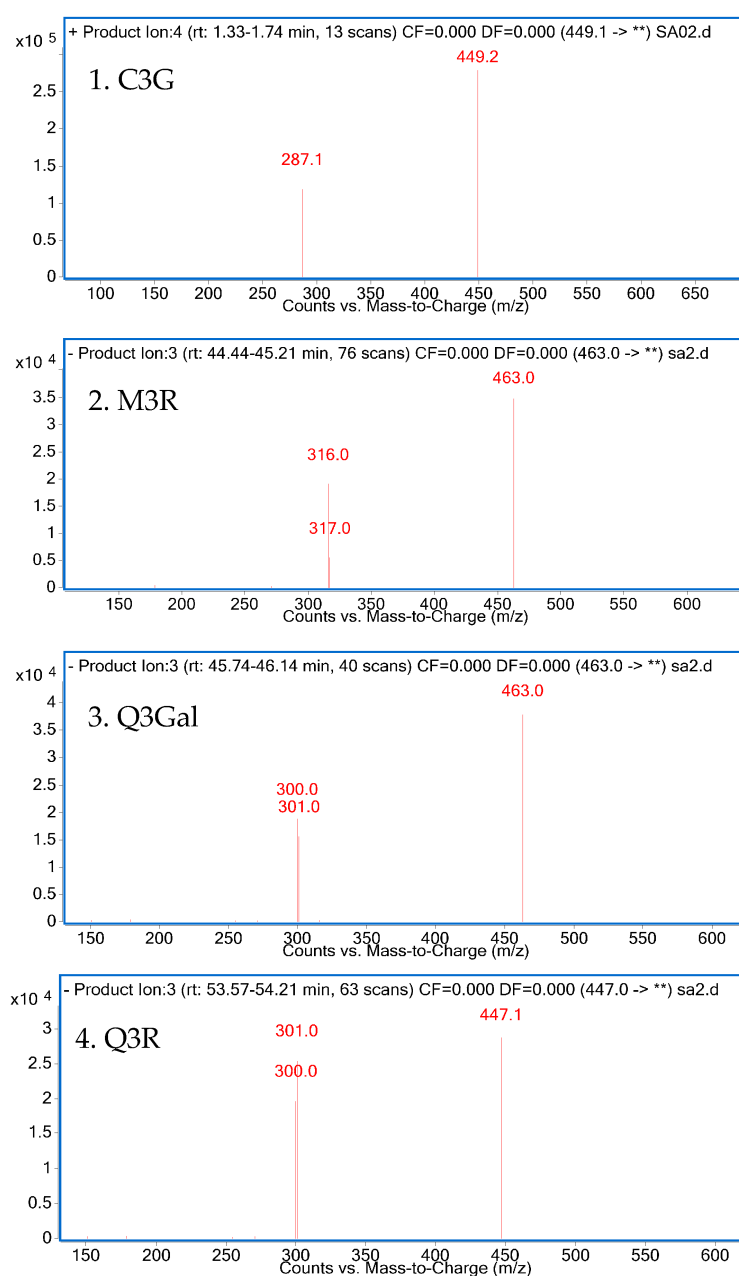 + Product Ion:4 (rt: 1.33-1.74 min, 13 scans) CF=0.000 DF=0.000 (449.1 -> **) SA02.d
x10 5
1. C3G
449.2
287.1
2.5
2
1.5
1
0.5
0
100 150 200 250 300 350 400 450 500 550 600 650
Counts vs. Mass-to-Charge (m/z)
- Product Ion:3 (rt: 44.44-45.21 min, 76 scans) CF=0.000 DF=0.000 (463.0 -> **) sa2.d
x10 4
2. M3R
463.0
316.0
317.0
4
3.5
3
2.5
2
1.5
1
0.5
0
150 200 250 300 350 400 450 500 550 600
Counts vs. Mass-to-Charge (m/z)
- Product Ion:3 (rt: 45.74-46.14 min, 40 scans) CF=0.000 DF=0.000 (463.0 -> **) sa2.d
x10 4
3. Q3Gal
463.0
300.0
301.0
4
3.5
3
2.5
2
1.5
1
0.5
0
150 200 250 300 350 400 450 500 550 600
Counts vs. Mass-to-Charge (m/z)
- Product Ion:3 (rt: 53.57-54.21 min, 63 scans) CF=0.000 DF=0.000 (447.0 -> **) sa2.d
x10 4
4. Q3R
447.1
301.0
300.0
3
2.5
2
1.5
1
0.5
0
150 200 250 300 350 400 450 500 550 600
Counts vs. Mass-to-Charge (m/z)